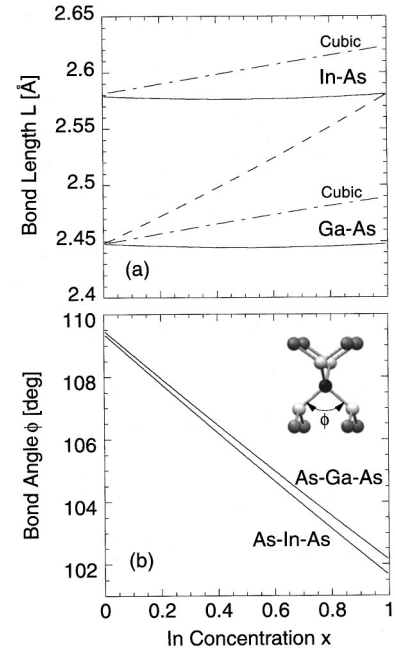 2.65
2.6
2.55
2.5
2.45
2.4
Bond Length L [Å]
Cubic
In-As
Cubic
Ga-As
(a)
110
108
106
104
102
Bond Angle ϕ [deg]
ϕ
As-Ga-As
As-In-As
(b)
0 0.2 0.4 0.6 0.8 1
In Concentration x